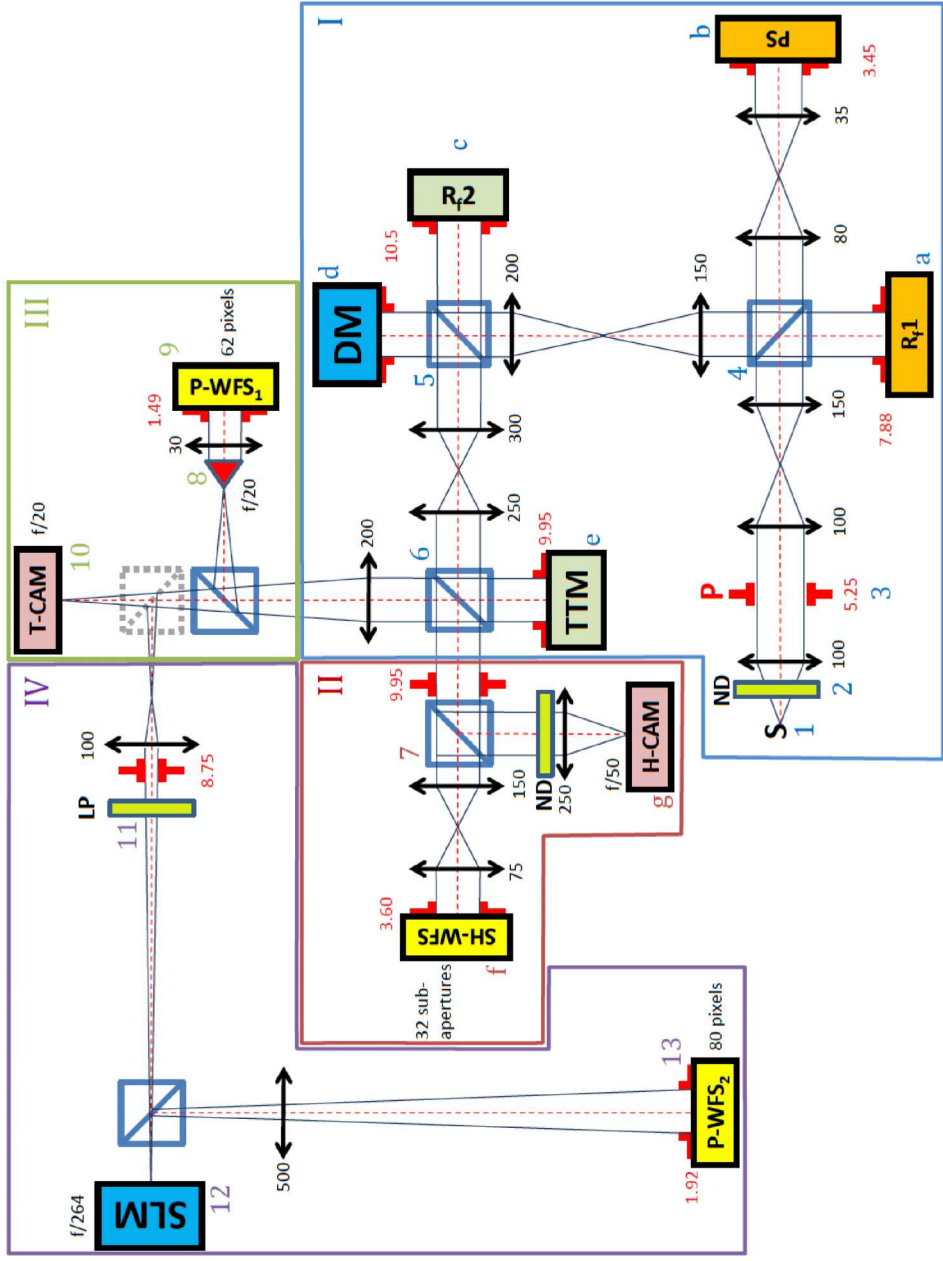 IV
III
I
II
T-CAM
f/20
10
P-WFS₁
9
1.49
62 pixels
30
8
f/20
200
100
8.75
LP
11
f/264
SLM
12
500
13
P-WFS₂
1.92
80 pixels
DM
d
10.5
R_f2
c
5
200
300
250
6
9.95
TTM
e
9.95
7
150
ND
250
f/50
H-CAM
g
75
3.60
SH-WFS
f
32 sub-
apertures
150
4
80
35
PS
b
3.45
R_f1
a
7.88
150
100
P
5.25
3
100
ND
2
S
1